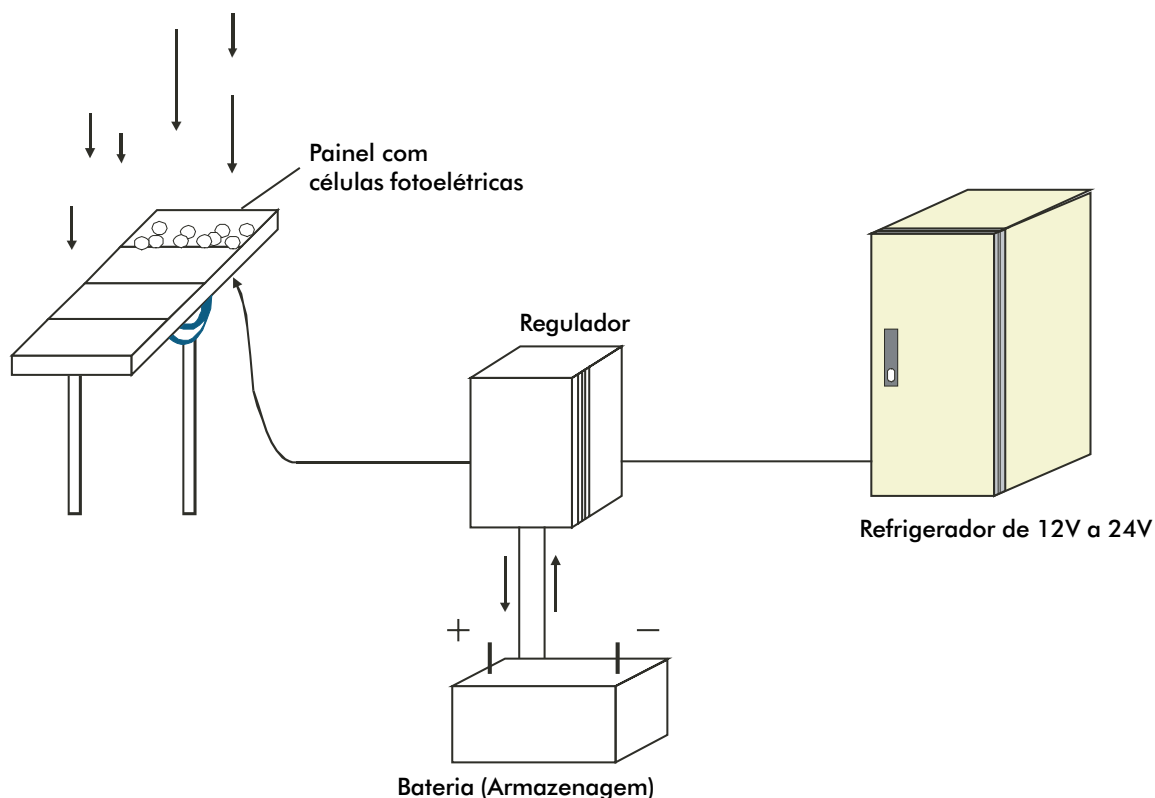 Painel com
células fotoelétricas
Regulador
Refrigerador de 12V a 24V
+ −
Bateria (Armazenagem)